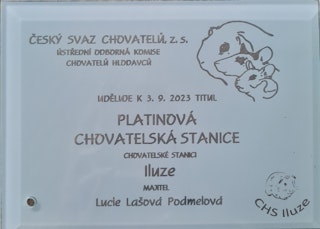 ČESKÝ SVAZ CHOVATELŮ, z. s.
ÚSTŘEDNÍ ODBORNÁ KOMISE
CHOVATELŮ HLODAVCŮ
UDĚLUJE K 3. 9. 2023 TITUL
PLATINOVÁ
CHOVATELSKÁ STANICE
CHOVATELSKÉ STANICI
Iluze
MAJITEL
Lucie Lašová Podmelová
CHS Iluze